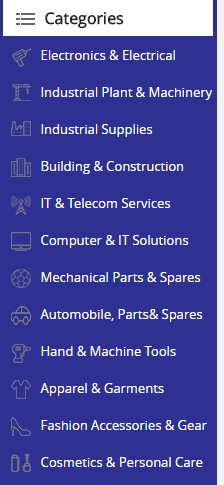 Categories
Electronics & Electrical
Industrial Plant & Machinery
Industrial Supplies
Building & Construction
IT & Telecom Services
Computer & IT Solutions
Mechanical Parts & Spares
Automobile, Parts& Spares
Hand & Machine Tools
Apparel & Garments
Fashion Accessories & Gear
Cosmetics & Personal Care